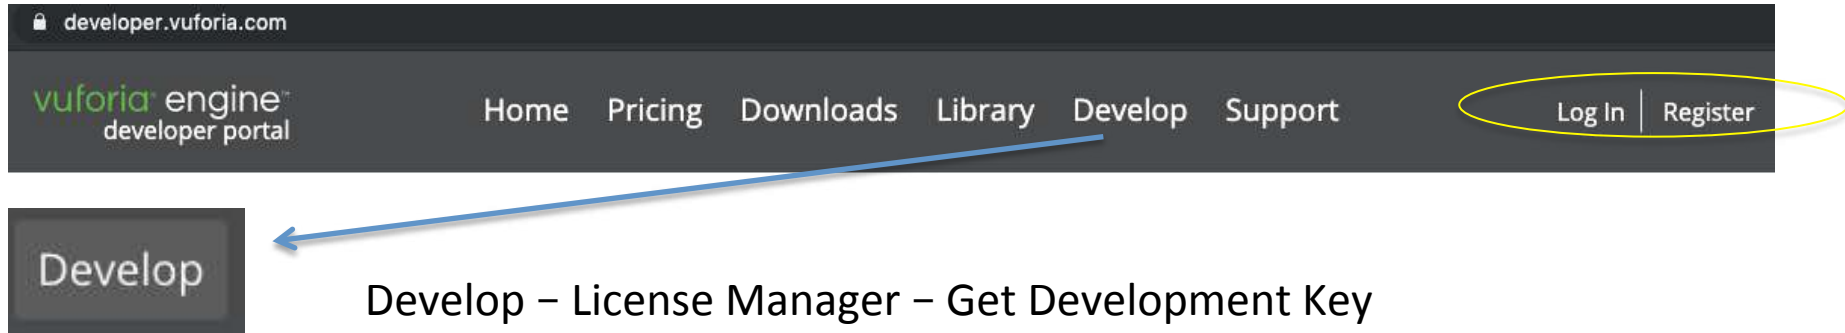 developer.vuforia.com
vuforia engine™
developer portal
Home Pricing Downloads Library Develop Support
Log In Register
Develop
Develop – License Manager – Get Development Key